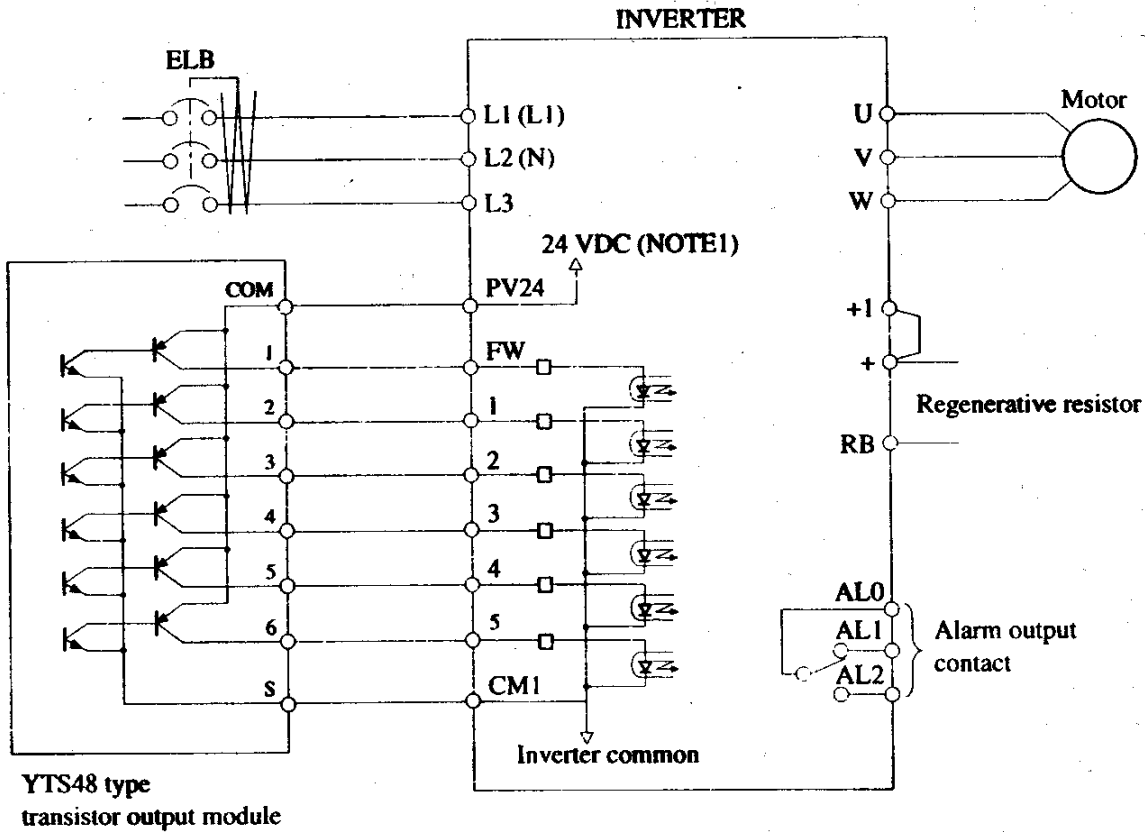 INVERTER
ELB
L1 (L1)
L2 (N)
L3
U
V
W
Motor
24 VDC (NOTE1)
COM
PV24
+1
1
FW
+
2
1
Regenerative resistor
3
2
RB
4
3
5
4
AL0
6
5
AL1
Alarm output
contact
AL2
S
CM1
Inverter common
YTS48 type
transistor output module